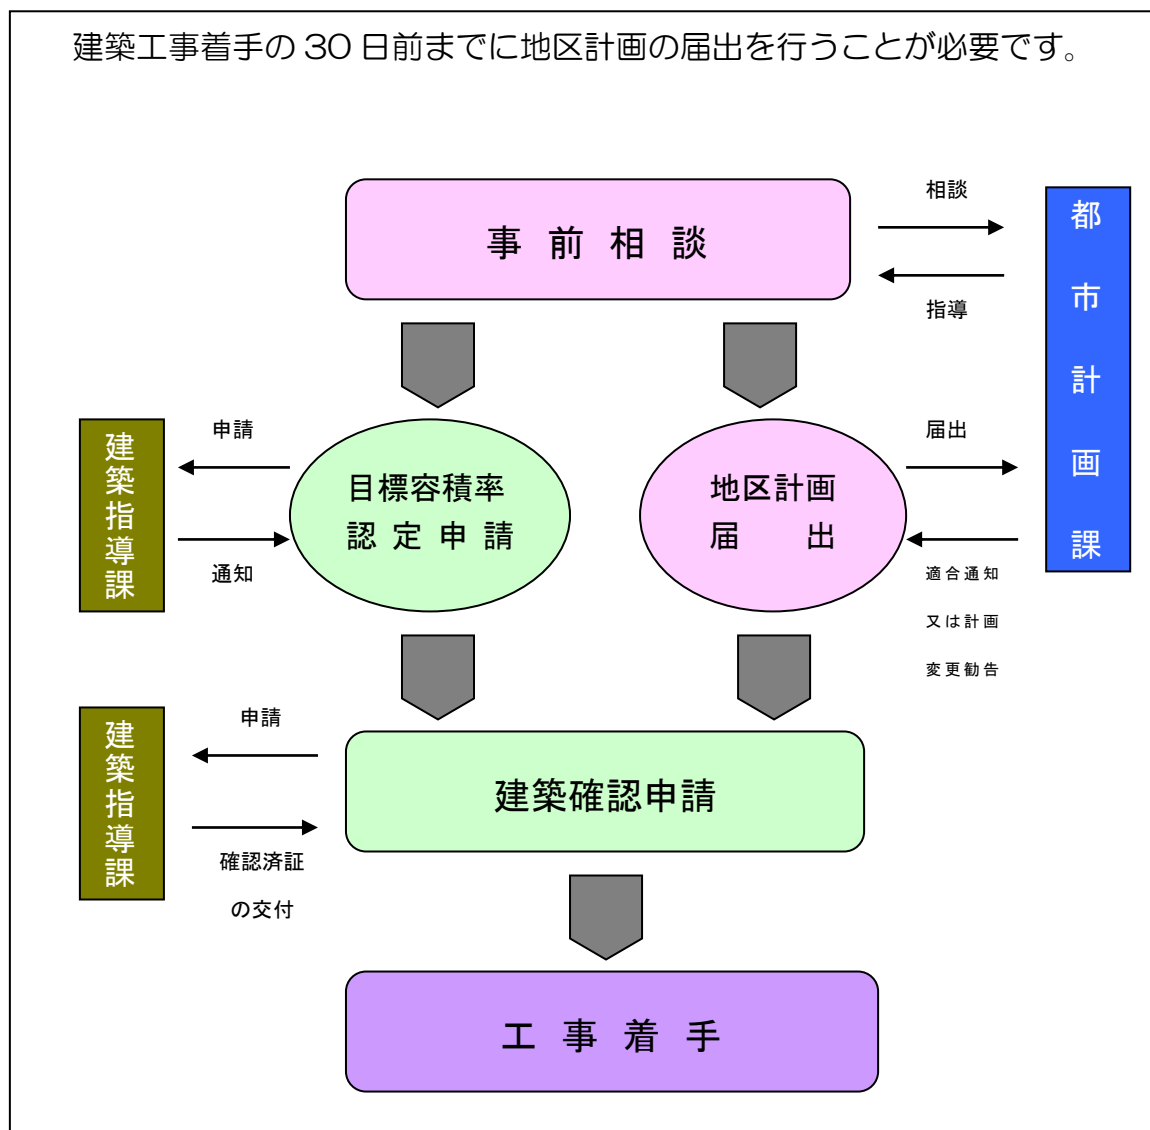 建築工事着手の30日前までに地区計画の届出を行うことが必要です。
事前相談
相談
指導
都市計画課
建築指導課
申請
通知
目標容積率
認定申請
地区計画
届出
届出
適合通知
又は計画
変更勧告
建築指導課
申請
確認済証
の交付
建築確認申請
工事着手